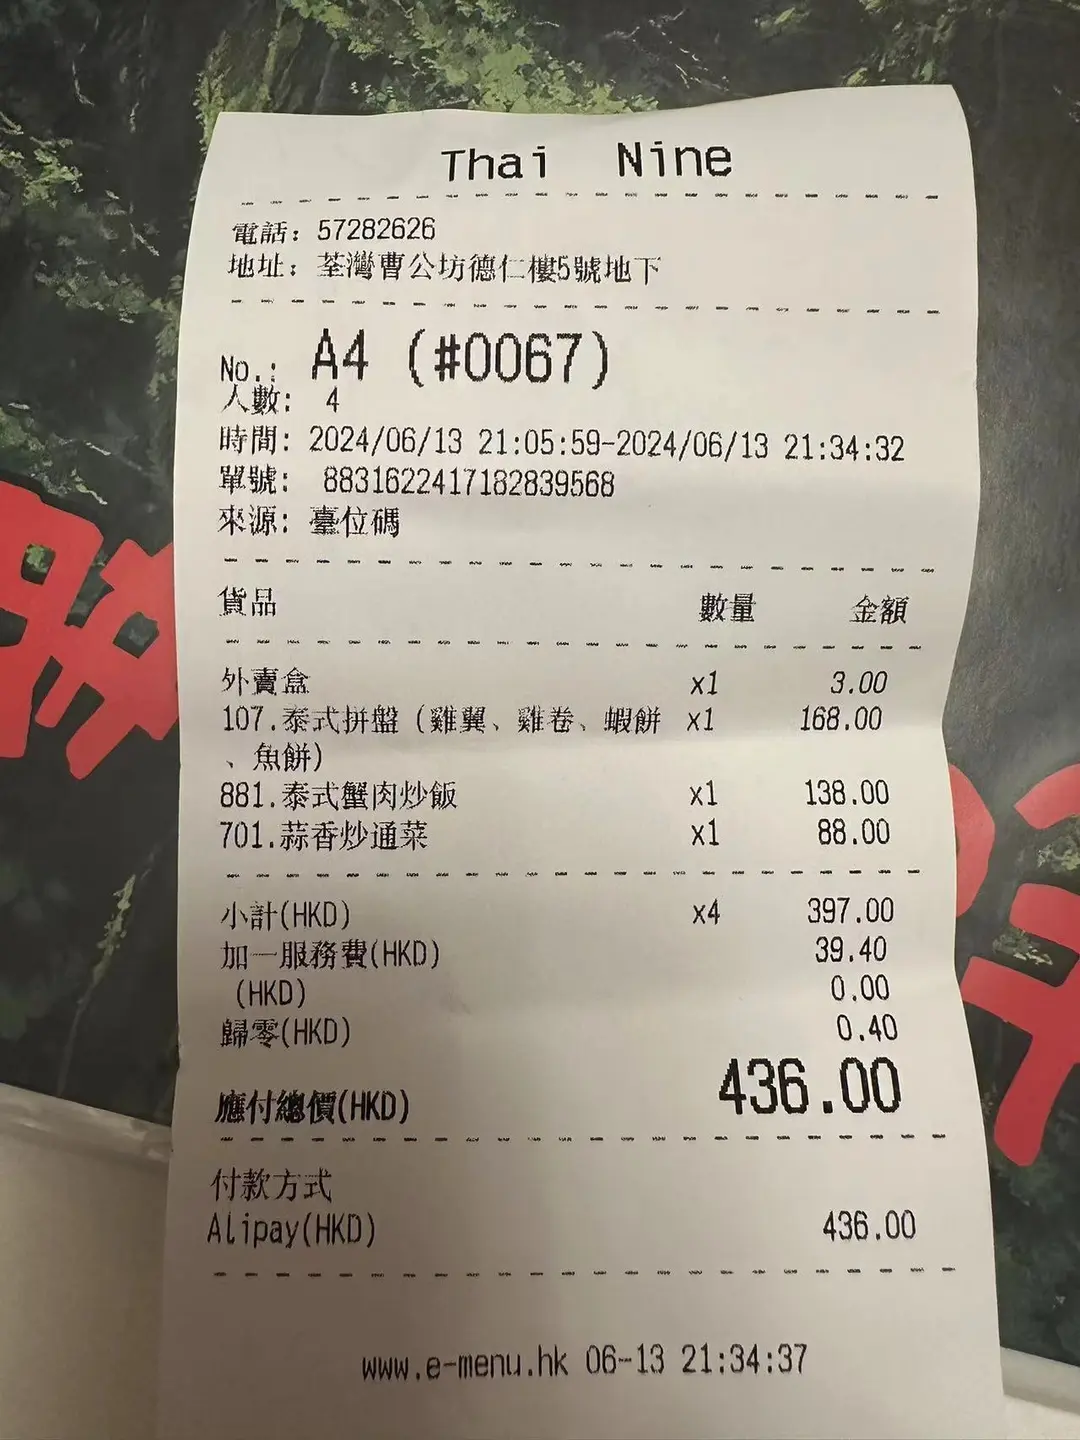 Thai Nine
電話: 57282626
地址: 荃灣曹公坊德仁樓5號地下
No.: A4 (#0067)
人數: 4
時間: 2024/06/13 21:05:59-2024/06/13 21:34:32
單號: 8831622417182839568
來源: 臺位碼
貨品 數量 金額
外賣盒 x1 3.00
107.泰式拼盤 (雞翼、雞卷、蝦餅 x1 168.00
、魚餅)
881.泰式蟹肉炒飯 x1 138.00
701.蒜香炒通菜 x1 88.00
小計(HKD) x4 397.00
加一服務費(HKD) 39.40
(HKD) 0.00
歸零(HKD) 0.40
應付總價(HKD) 436.00
付款方式
Alipay(HKD) 436.00
www.e-menu.hk 06-13 21:34:37